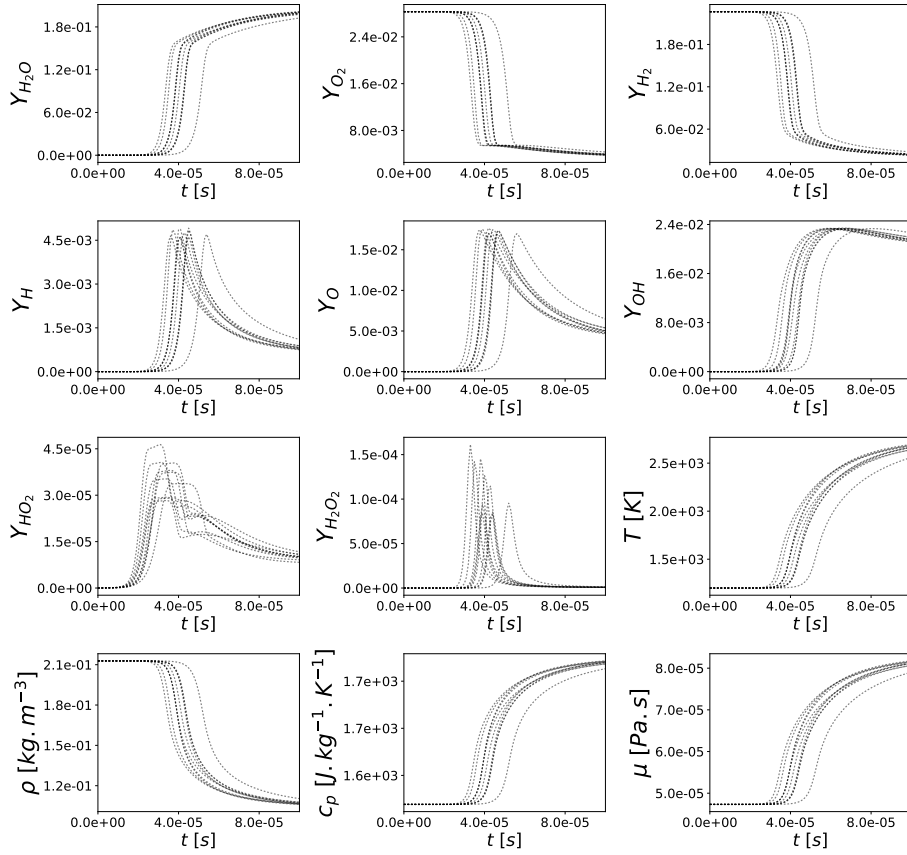 Y_{H_2O}
1.8e-01
1.2e-01
6.0e-02
0.0e+00
0.0e+00 4.0e-05 8.0e-05
t [s]
Y_{O_2}
2.8e-02
1.6e-02
4.0e-03
0.0e+00 4.0e-05 8.0e-05
t [s]
Y_{H_2}
1.8e-01
1.2e-01
6.0e-02
0.0e+00 4.0e-05 8.0e-05
t [s]
Y_H
4.5e-03
3.0e-03
1.5e-03
0.0e+00
0.0e+00 4.0e-05 8.0e-05
t [s]
Y_O
1.5e-02
1.0e-02
5.0e-03
0.0e+00
0.0e+00 4.0e-05 8.0e-05
t [s]
Y_{OH}
2.4e-02
1.6e-02
8.0e-03
0.0e+00
0.0e+00 4.0e-05 8.0e-05
t [s]
Y_{HO_2}
4.5e-05
3.0e-05
1.5e-05
0.0e+00
0.0e+00 4.0e-05 8.0e-05
t [s]
Y_{H_2O_2}
1.5e-04
1.0e-04
5.0e-05
0.0e+00
0.0e+00 4.0e-05 8.0e-05
t [s]
T [K]
2.5e+03
2.0e+03
1.2e+03
0.0e+00 4.0e-05 8.0e-05
t [s]
ρ [kg.m^{−3}]
2.1e-01
1.8e-01
1.5e-01
1.2e-01
0.0e+00 4.0e-05 8.0e-05
t [s]
c_p [J.kg^{−1}.K^{−1}]
1.7e+03
1.7e+03
1.6e+03
0.0e+00 4.0e-05 8.0e-05
t [s]
μ [Pa.s]
8.0e-05
7.0e-05
6.0e-05
5.0e-05
0.0e+00 4.0e-05 8.0e-05
t [s]